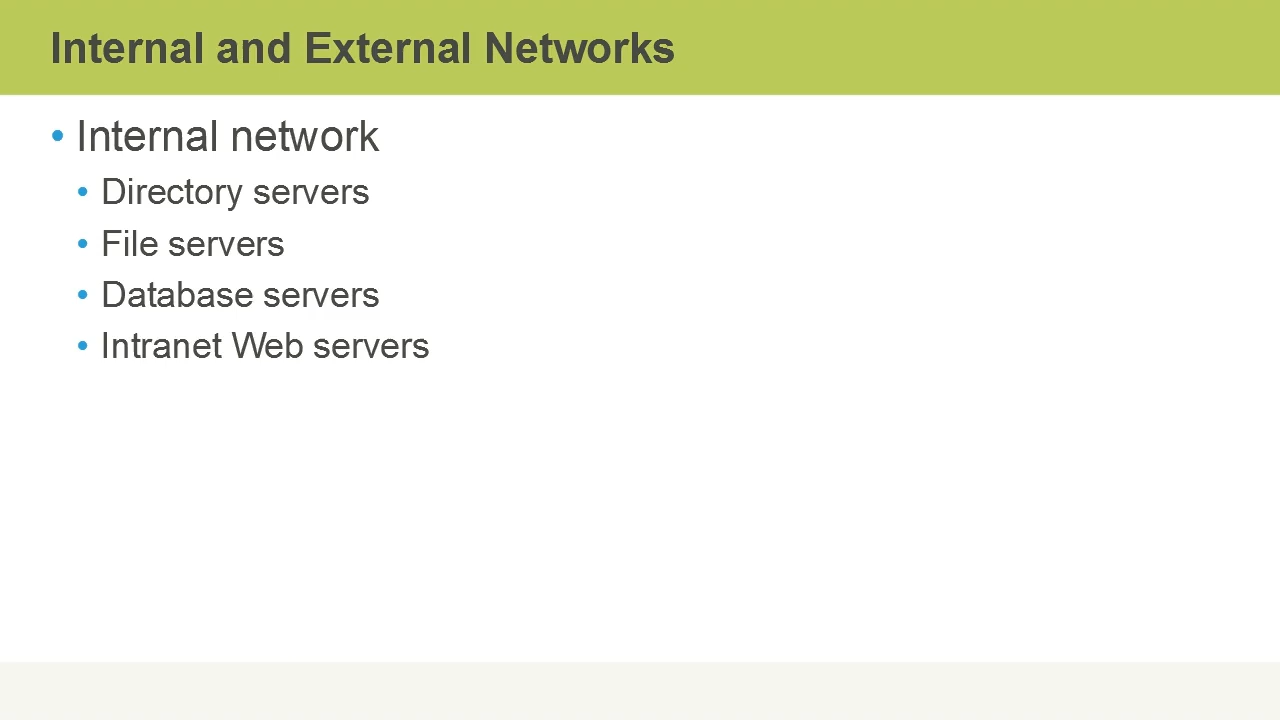 Internal and External Networks
• Internal network
• Directory servers
• File servers
• Database servers
• Intranet Web servers